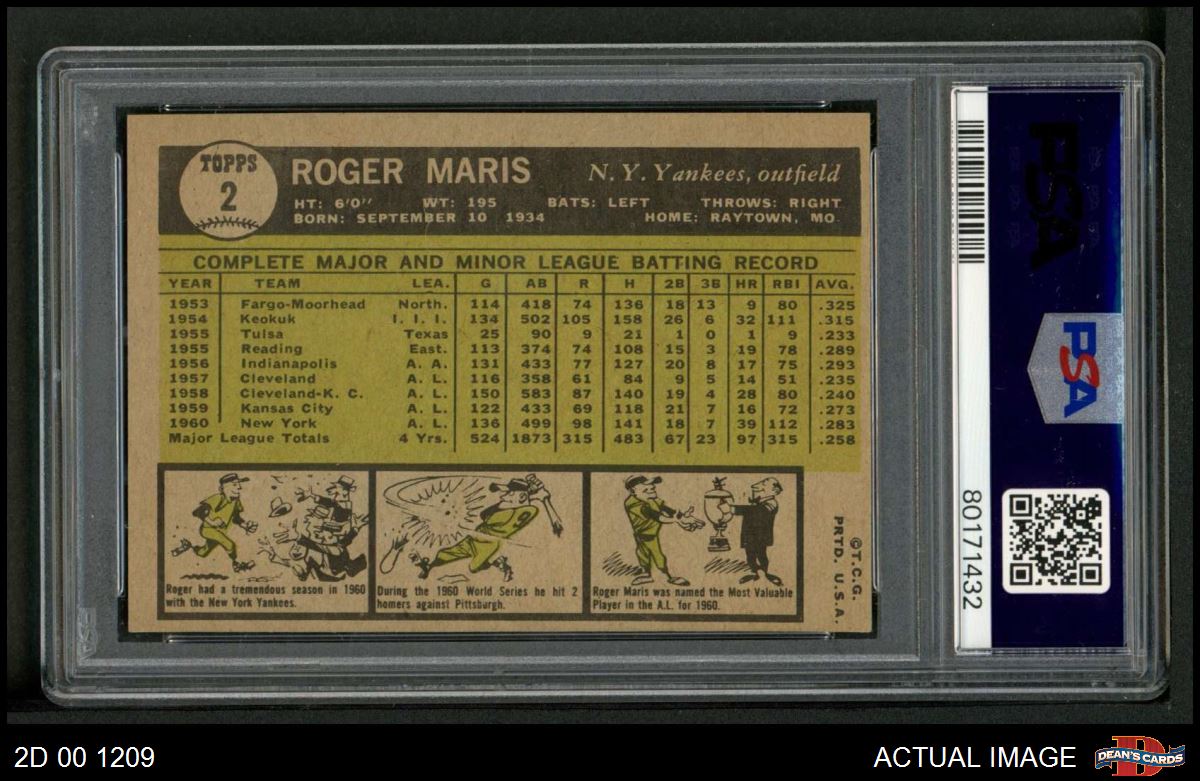 TOPPS
2
ROGER MARIS
N. Y. Yankees, outfield
HT: 6'0'' WT: 195 BATS: LEFT THROWS: RIGHT
BORN: SEPTEMBER 10 1934 HOME: RAYTOWN, MO.
COMPLETE MAJOR AND MINOR LEAGUE BATTING RECORD
YEAR TEAM LEA. G AB R H 2B 3B HR RBI AVG.
1953 Fargo-Moorhead North. 114 418 74 136 18 13 9 80 .325
1954 Keokuk I. I. I. 134 502 105 158 26 6 32 111 .315
1955 Tulsa Texas 25 90 9 21 1 0 1 9 .233
1955 Reading East. 113 374 74 108 15 3 19 78 .289
1956 Indianapolis A. A. 131 433 77 127 20 8 17 75 .293
1957 Cleveland A. L. 116 358 61 84 9 5 14 51 .235
1958 Cleveland-K. C. A. L. 150 583 87 140 19 4 28 80 .240
1959 Kansas City A. L. 122 433 69 118 21 7 16 72 .273
1960 New York A. L. 136 499 98 141 18 7 39 112 .283
Major League Totals 4 Yrs. 524 1873 315 483 67 23 97 315 .258
Roger had a tremendous season in 1960
with the New York Yankees.
During the 1960 World Series he hit 2
homers against Pittsburgh.
Roger Maris was named the Most Valuable
Player in the A.L. for 1960.
©T.C.G.
PRTD. U.S.A.
PSA
PSA
80171432
2D 00 1209
ACTUAL IMAGE
DEAN'S CARDS